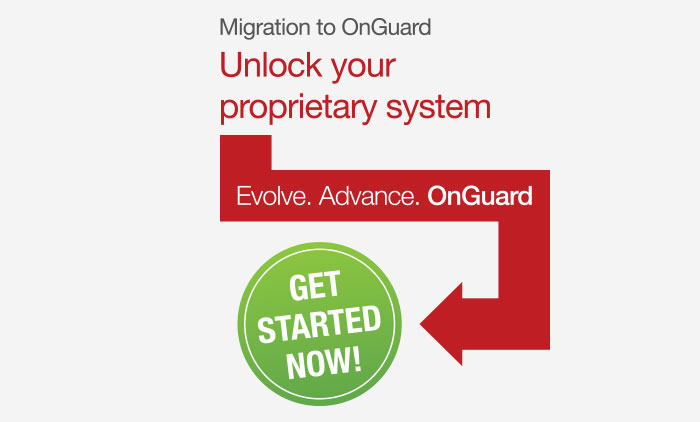 Migration to OnGuard
Unlock your
proprietary system
Evolve. Advance. OnGuard
GET
STARTED
NOW!